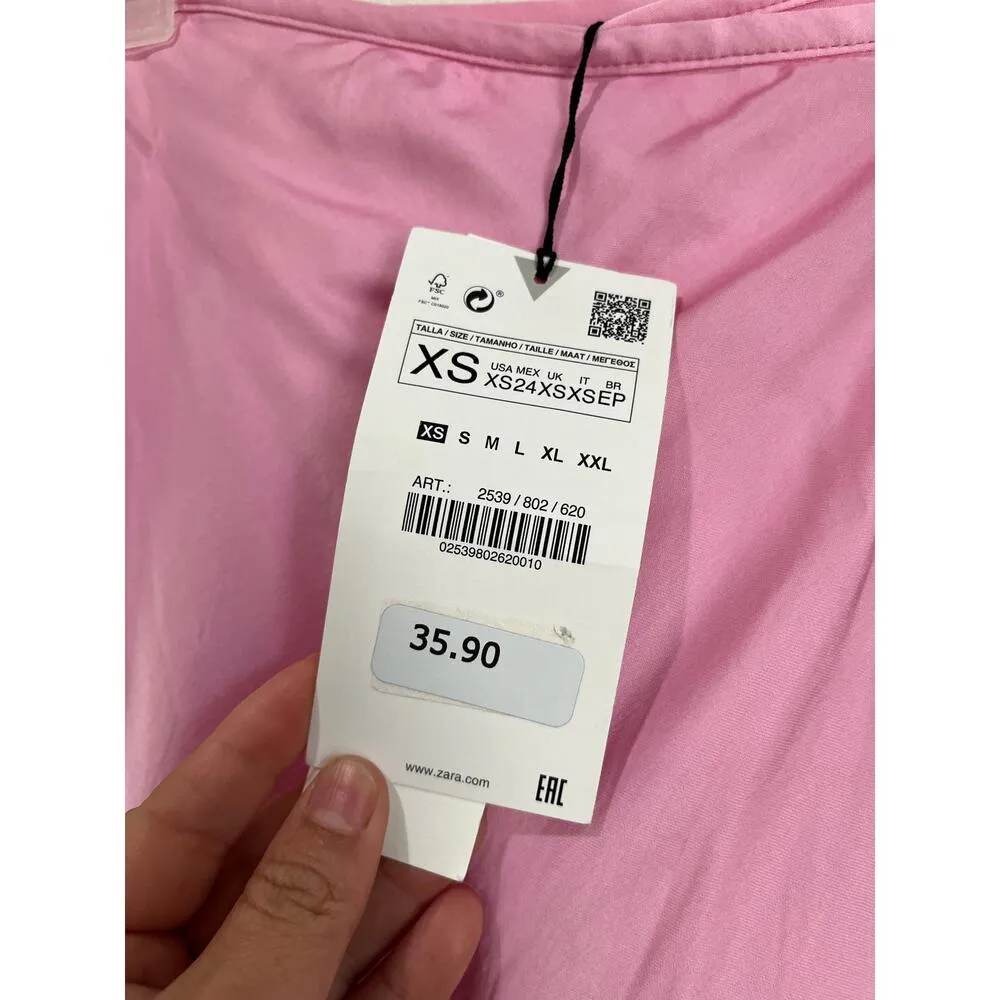 FSC
MIX
®
TALLA / SIZE / TAMANHO / TAILLE / MAAT / ΜΕΓΕΘΟΣ
XS
USA MEX UK IT BR
XS 24 XS XS EP
XS S M L XL XXL
ART.: 2539 / 802 / 620
02539802620010
35.90
www.zara.com
EAC